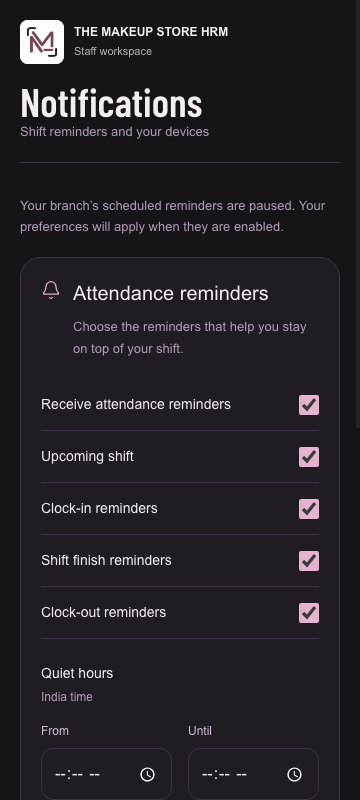 THE MAKEUP STORE HRM
Staff workspace
Notifications
Shift reminders and your devices
Your branch’s scheduled reminders are paused. Your
preferences will apply when they are enabled.
Attendance reminders
Choose the reminders that help you stay
on top of your shift.
Receive attendance reminders
Upcoming shift
Clock-in reminders
Shift finish reminders
Clock-out reminders
Quiet hours
India time
From Until
--:-- -- --:-- --